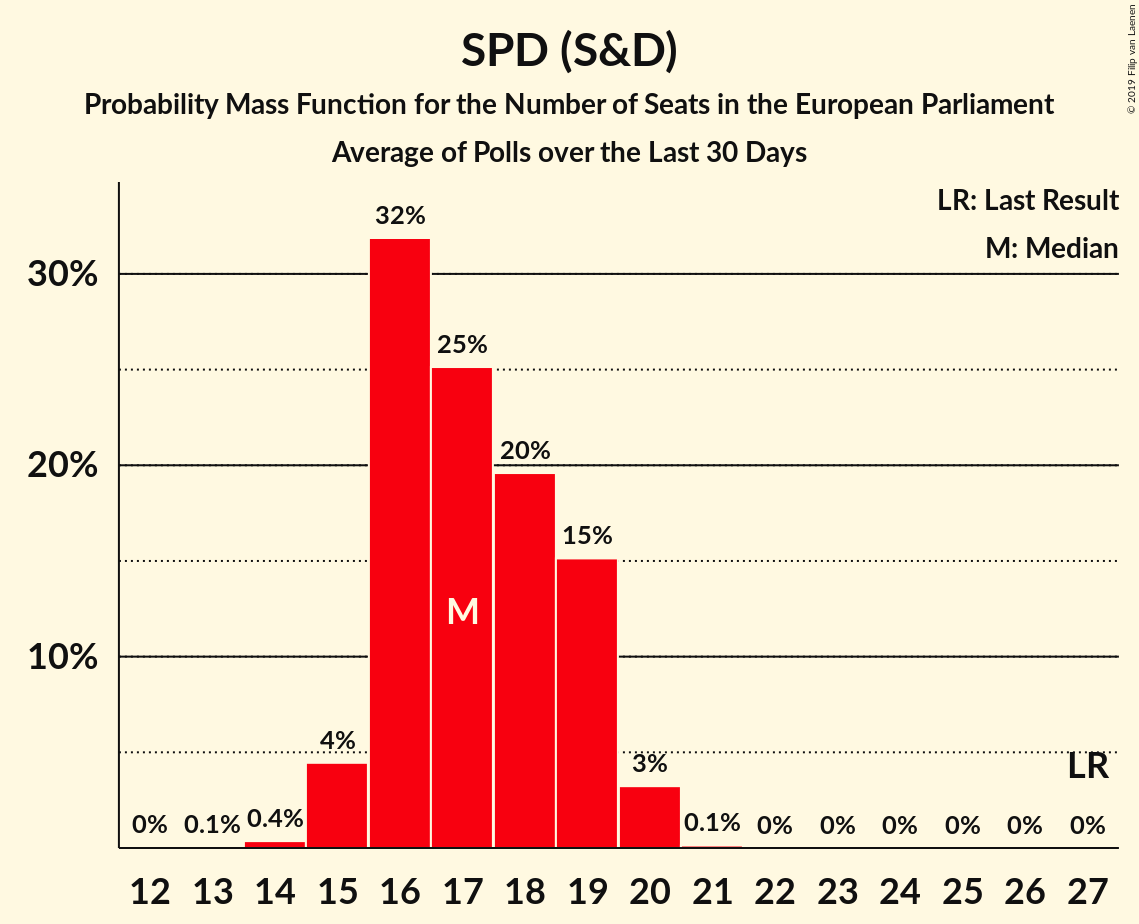 SPD (S&D)
Probability Mass Function for the Number of Seats in the European Parliament
Average of Polls over the Last 30 Days
© 2019 Filip van Laenen
LR: Last Result
M: Median
32%
30%
25%
20%
20%
15%
M
10%
4%
3%
LR
0% 0.1% 0.4% 0.1% 0% 0% 0% 0% 0% 0%
12 13 14 15 16 17 18 19 20 21 22 23 24 25 26 27